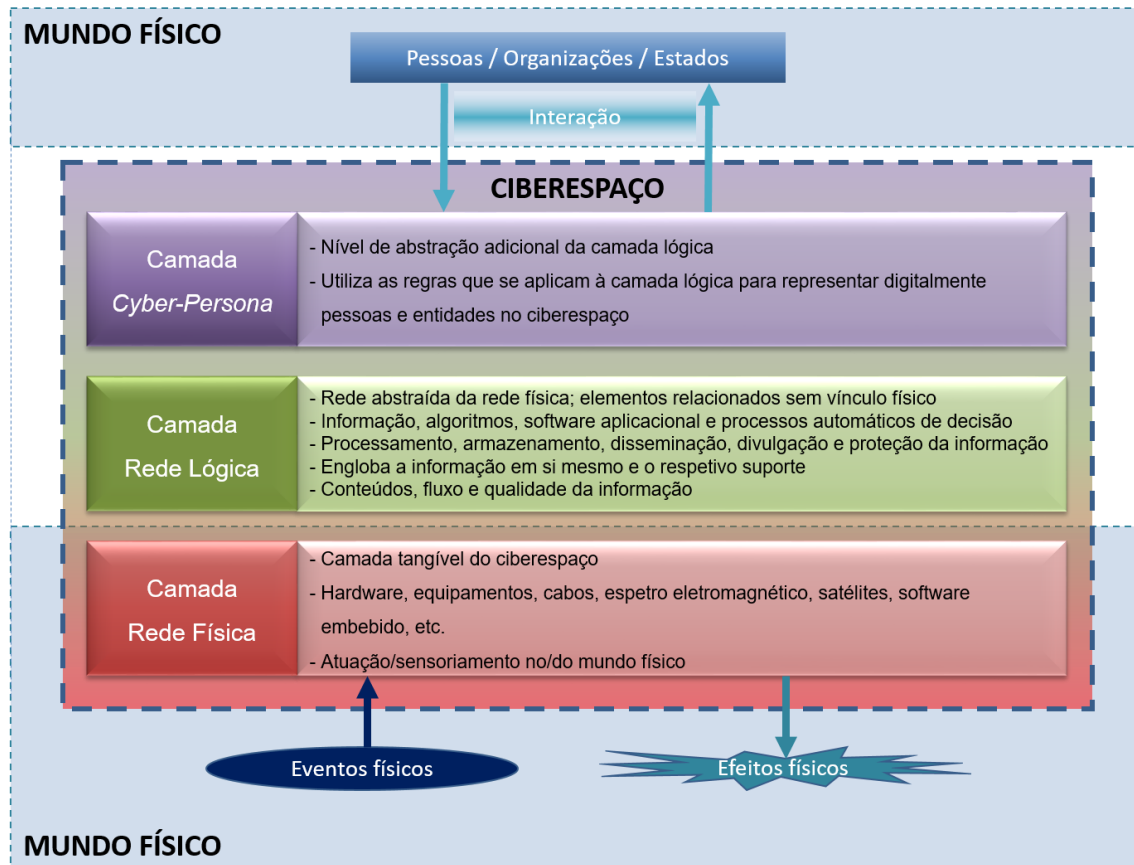 MUNDO FÍSICO
Pessoas / Organizações / Estados
Interação
CIBERESPAÇO
Camada
Cyber-Persona
- Nível de abstração adicional da camada lógica
- Utiliza as regras que se aplicam à camada lógica para representar digitalmente
pessoas e entidades no ciberespaço
Camada
Rede Lógica
- Rede abstraída da rede física; elementos relacionados sem vínculo físico
- Informação, algoritmos, software aplicacional e processos automáticos de decisão
- Processamento, armazenamento, disseminação, divulgação e proteção da informação
- Engloba a informação em si mesmo e o respetivo suporte
- Conteúdos, fluxo e qualidade da informação
Camada
Rede Física
- Camada tangível do ciberespaço
- Hardware, equipamentos, cabos, espetro eletromagnético, satélites, software
embebido, etc.
- Atuação/sensoriamento no/do mundo físico
Eventos físicos
Efeitos físicos
MUNDO FÍSICO